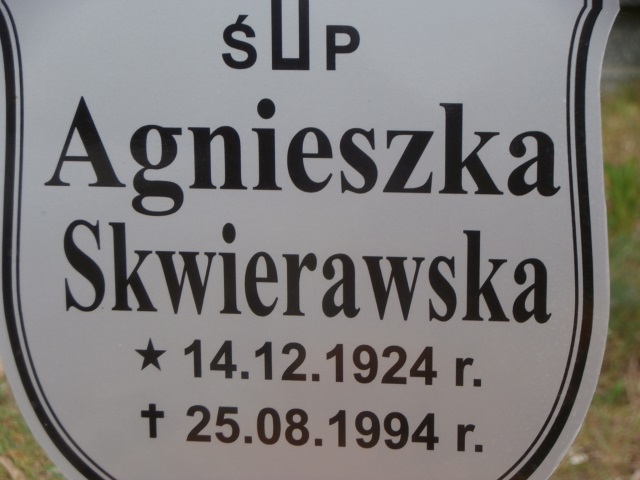 Ś P
Agnieszka
Skwierawska
★ 14.12.1924 r.
✝ 25.08.1994 r.